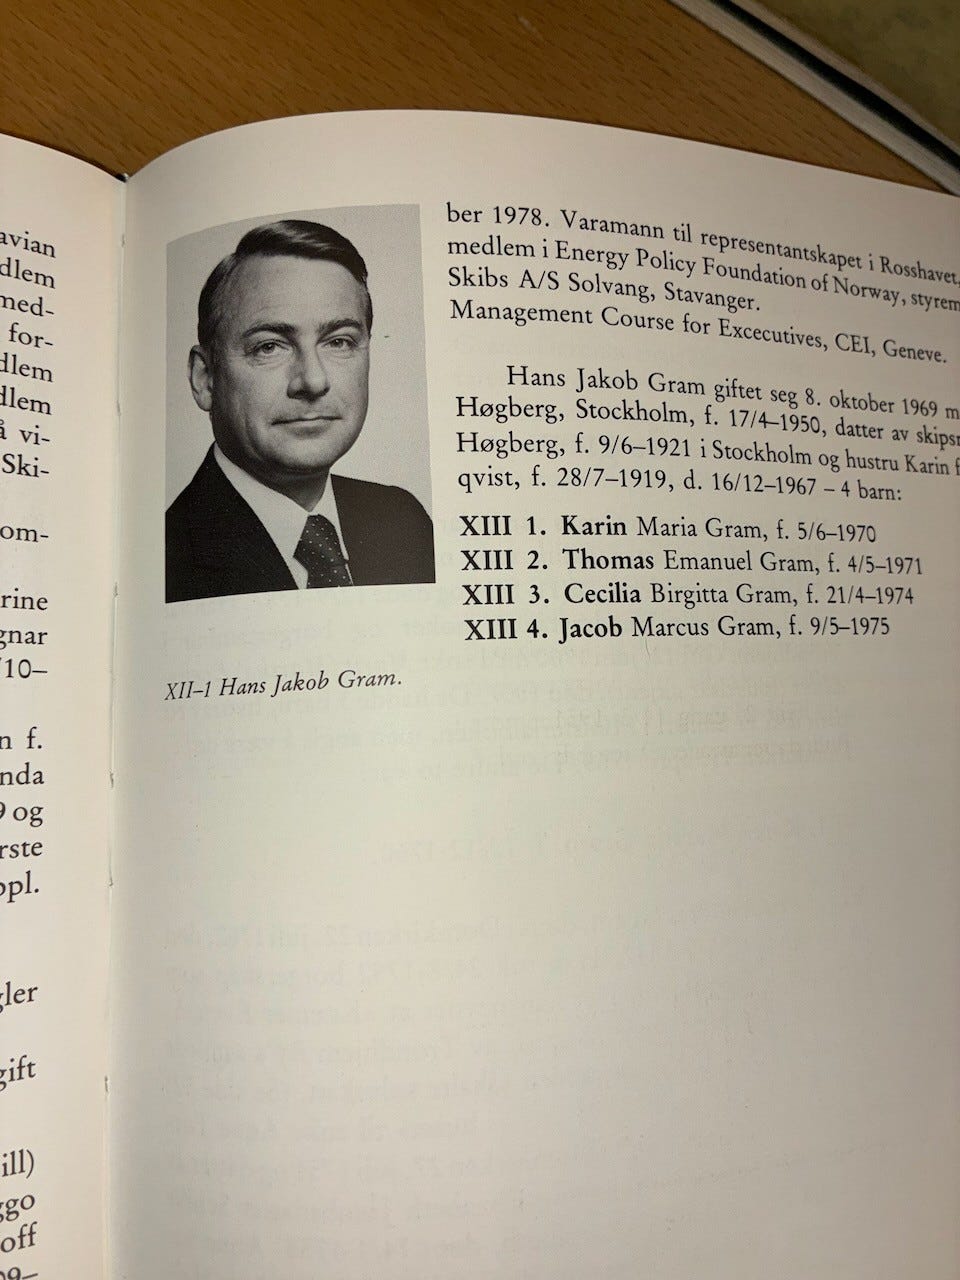 avian
dlem
med-
for-
dlem
dlem
å vi-
Ski-
om-
rine
gnar
/10–
n f.
nda
9 og
rste
ppl.
gler
gift
ill)
ggo
off
09–
ber 1978. Varamann til representantskapet i Rosshavet,
medlem i Energy Policy Foundation of Norway, styrem
Skibs A/S Solvang, Stavanger.
Management Course for Excecutives, CEI, Geneve.
Hans Jakob Gram giftet seg 8. oktober 1969 m
Høgberg, Stockholm, f. 17/4–1950, datter av skipsr
Høgberg, f. 9/6–1921 i Stockholm og hustru Karin f
qvist, f. 28/7–1919, d. 16/12–1967 – 4 barn:
XIII 1. Karin Maria Gram, f. 5/6–1970
XIII 2. Thomas Emanuel Gram, f. 4/5–1971
XIII 3. Cecilia Birgitta Gram, f. 21/4–1974
XIII 4. Jacob Marcus Gram, f. 9/5–1975
XII–1 Hans Jakob Gram.